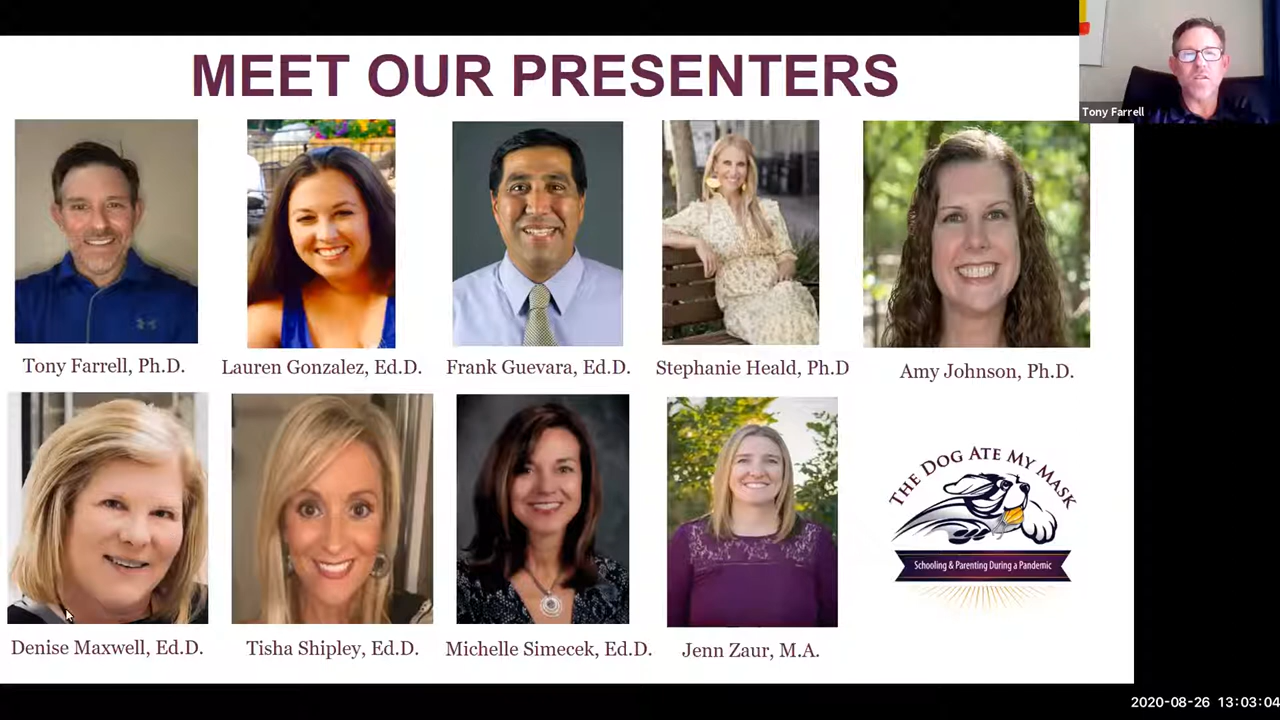 MEET OUR PRESENTERS
Tony Farrell
Tony Farrell, Ph.D.
Lauren Gonzalez, Ed.D.
Frank Guevara, Ed.D.
Stephanie Heald, Ph.D
Amy Johnson, Ph.D.
THE DOG ATE MY MASK
Schooling & Parenting During a Pandemic
Denise Maxwell, Ed.D.
Tisha Shipley, Ed.D.
Michelle Simecek, Ed.D.
Jenn Zaur, M.A.
2020-08-26 13:03:04